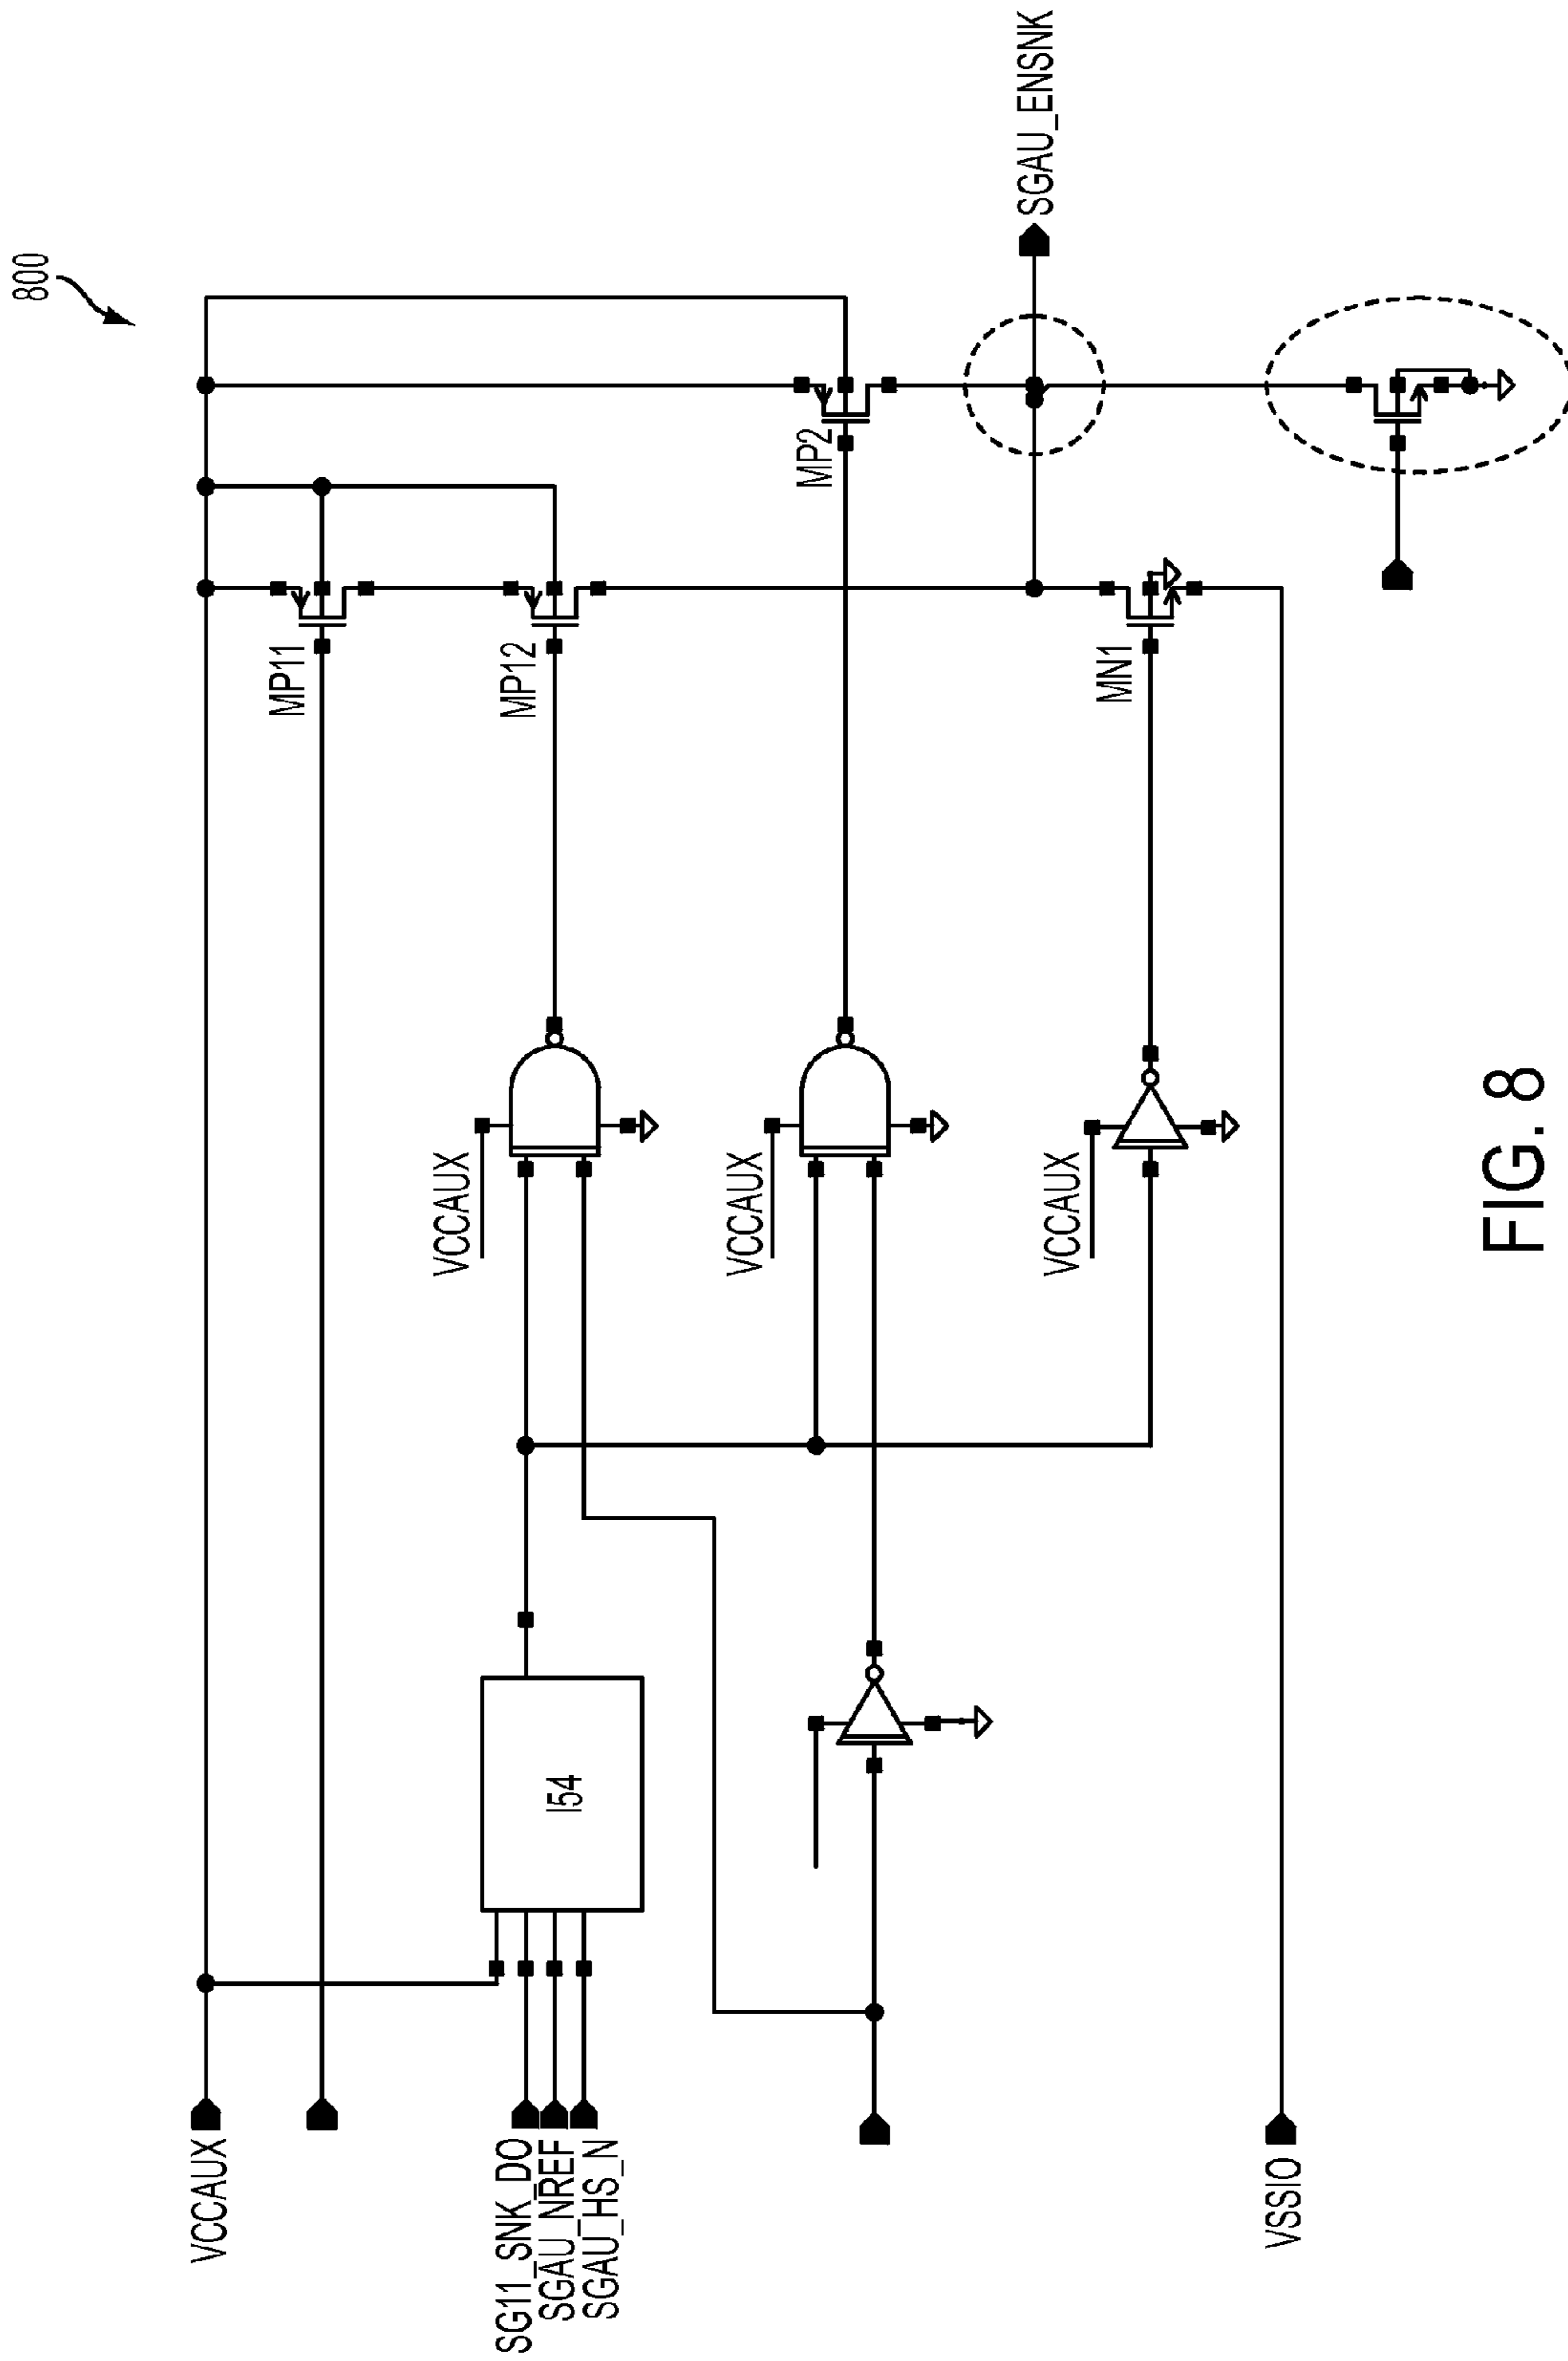 800
VCCAUX
MP11
VCCAUX
MP12
SG11_SNK_DO
SGAU_NREF
SGAU_HS_N
I54
VCCAUX
MP2
SGAU_ENSNK
VCCAUX
MN1
VSSIO
FIG. 8